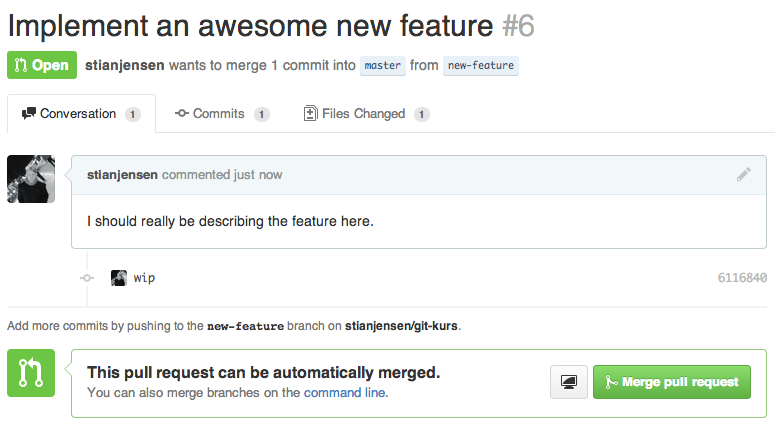 Implement an awesome new feature #6
Open stianjensen wants to merge 1 commit into master from new-feature
Conversation 1 Commits 1 Files Changed 1
stianjensen commented just now
I should really be describing the feature here.
wip 6116840
Add more commits by pushing to the new-feature branch on stianjensen/git-kurs.
This pull request can be automatically merged.
You can also merge branches on the command line.
Merge pull request